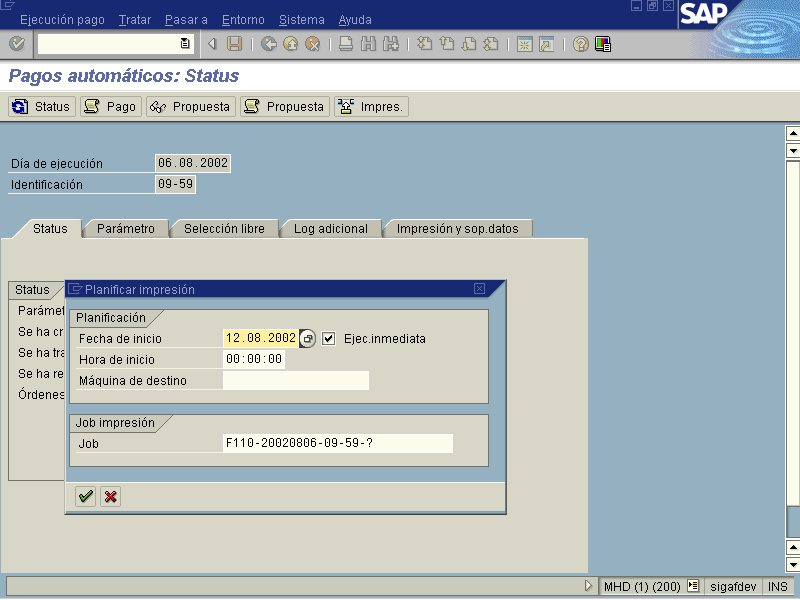 Ejecución pago Tratar Pasar a Entorno Sistema Ayuda
SAP
Pagos automáticos: Status
Status Pago Propuesta Propuesta Impres.
Día de ejecución 06.08.2002
Identificación 09-59
Status Parámetro Selección libre Log adicional Impresión y sop.datos
Status
Parámet
Se ha cr
Se ha tra
Se ha re
Órdenes
Planificar impresión
Planificación
Fecha de inicio 12.08.2002 Ejec.inmediata
Hora de inicio 00:00:00
Máquina de destino
Job impresión
Job F110-20020806-09-59-?
MHD (1) (200) sigafdev INS